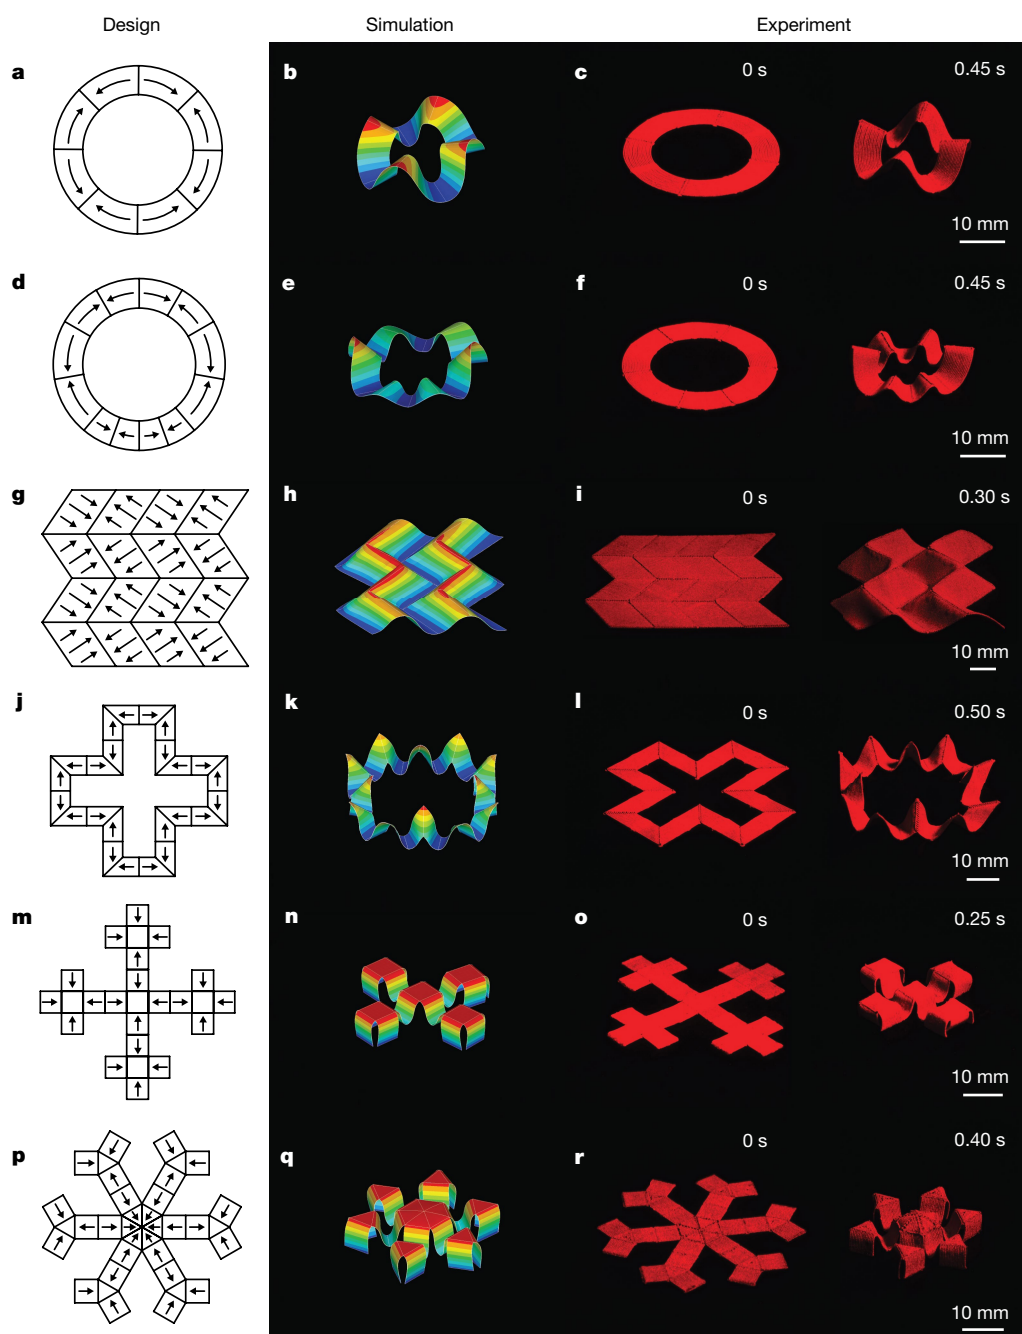 Design Simulation Experiment
a b c 0 s 0.45 s
10 mm
d e f 0 s 0.45 s
10 mm
g h i 0 s 0.30 s
10 mm
j k l 0 s 0.50 s
10 mm
m n o 0 s 0.25 s
10 mm
p q r 0 s 0.40 s
10 mm